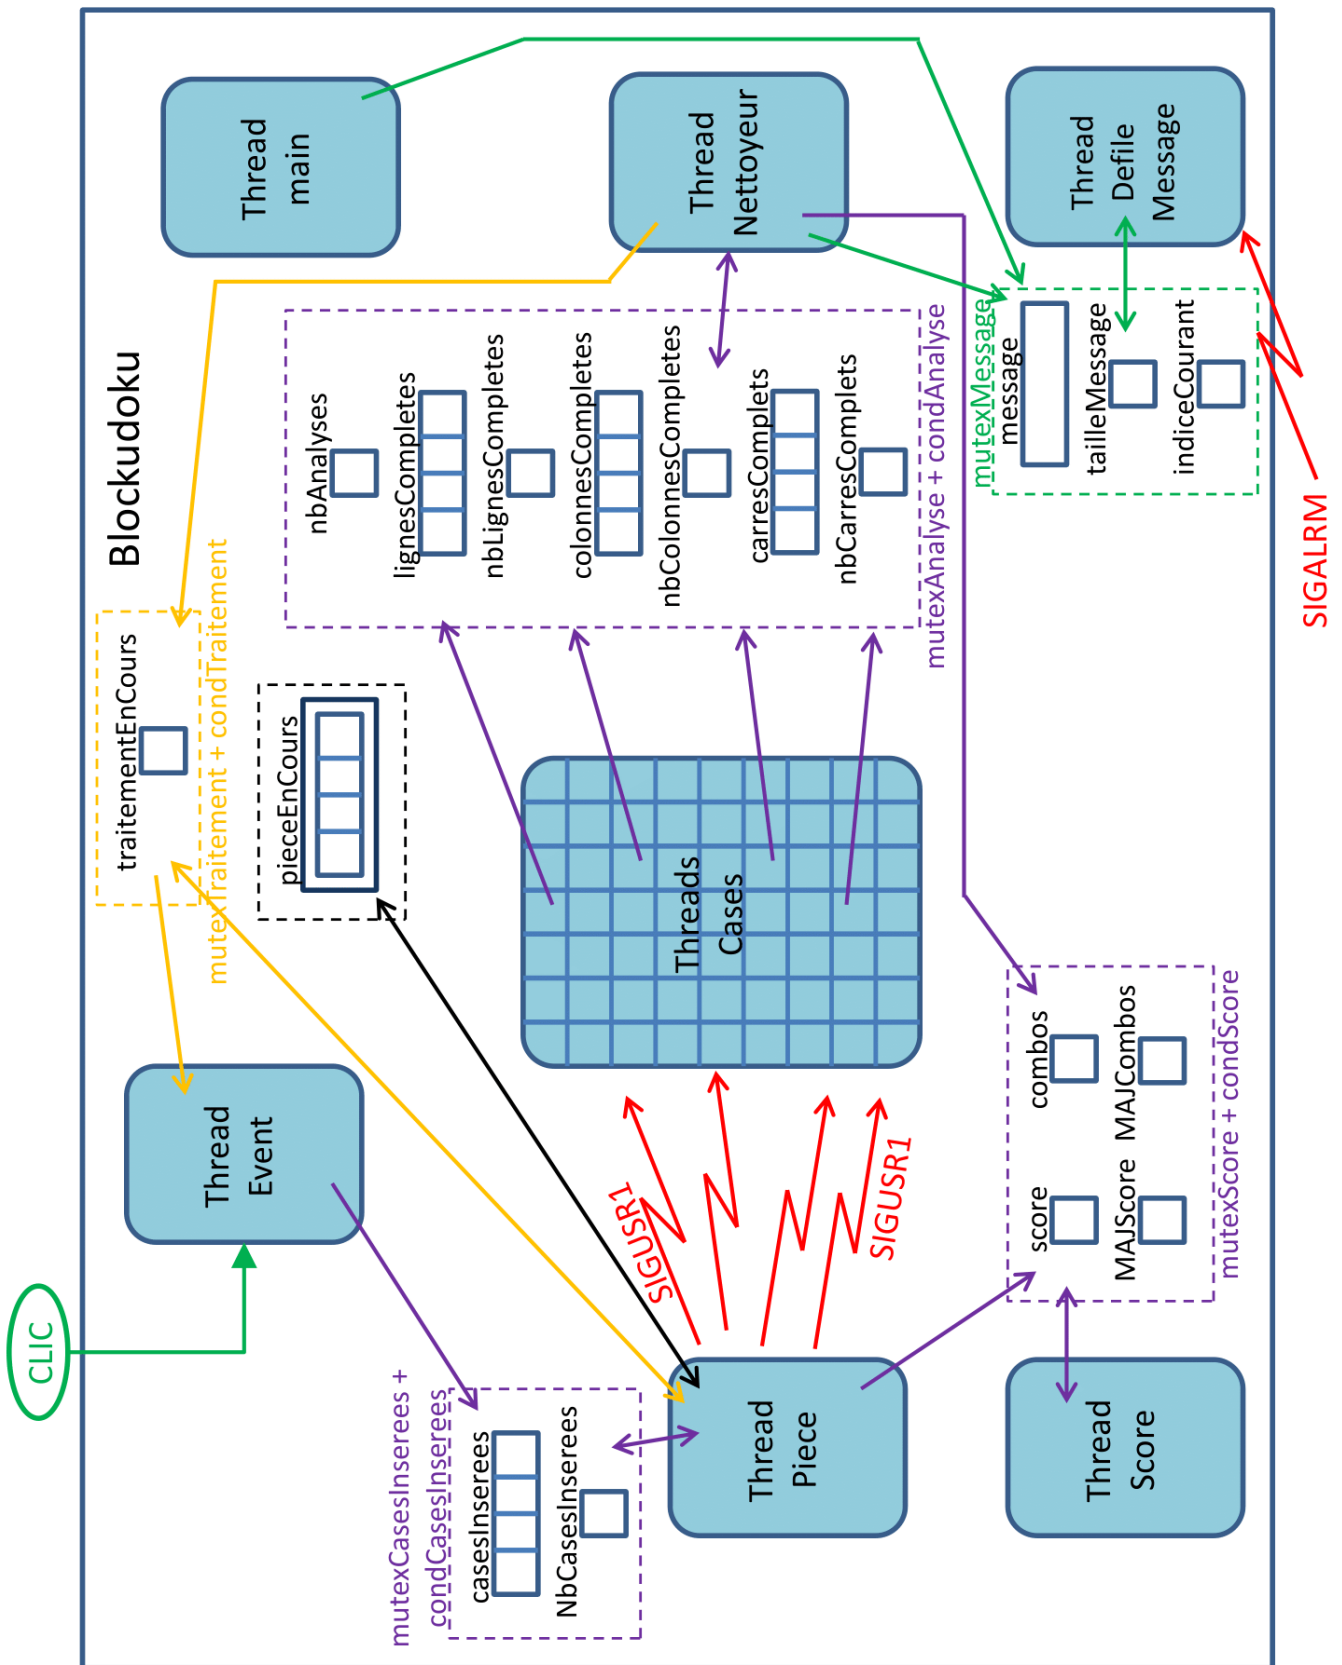 Blockudoku
CLIC
Thread
Event
traitementEnCours
mutexTraitement + condTraitement
Thread
main
mutexCasesInserees +
condCasesInserees
casesInserees
NbCasesInserees
pieceEnCours
nbAnalyses
lignesCompletes
nbLignesCompletes
colonnesCompletes
nbColonnesCompletes
carresComplets
nbCarresComplets
mutexAnalyse + condAnalyse
Thread
Nettoyeur
Thread
Piece
SIGUSR1
SIGUSR1
Threads
Cases
Thread
Score
score
combos
MAJScore
MAJCombos
mutexScore + condScore
mutexMessage
message
tailleMessage
indiceCourant
Thread
Defile
Message
SIGALRM